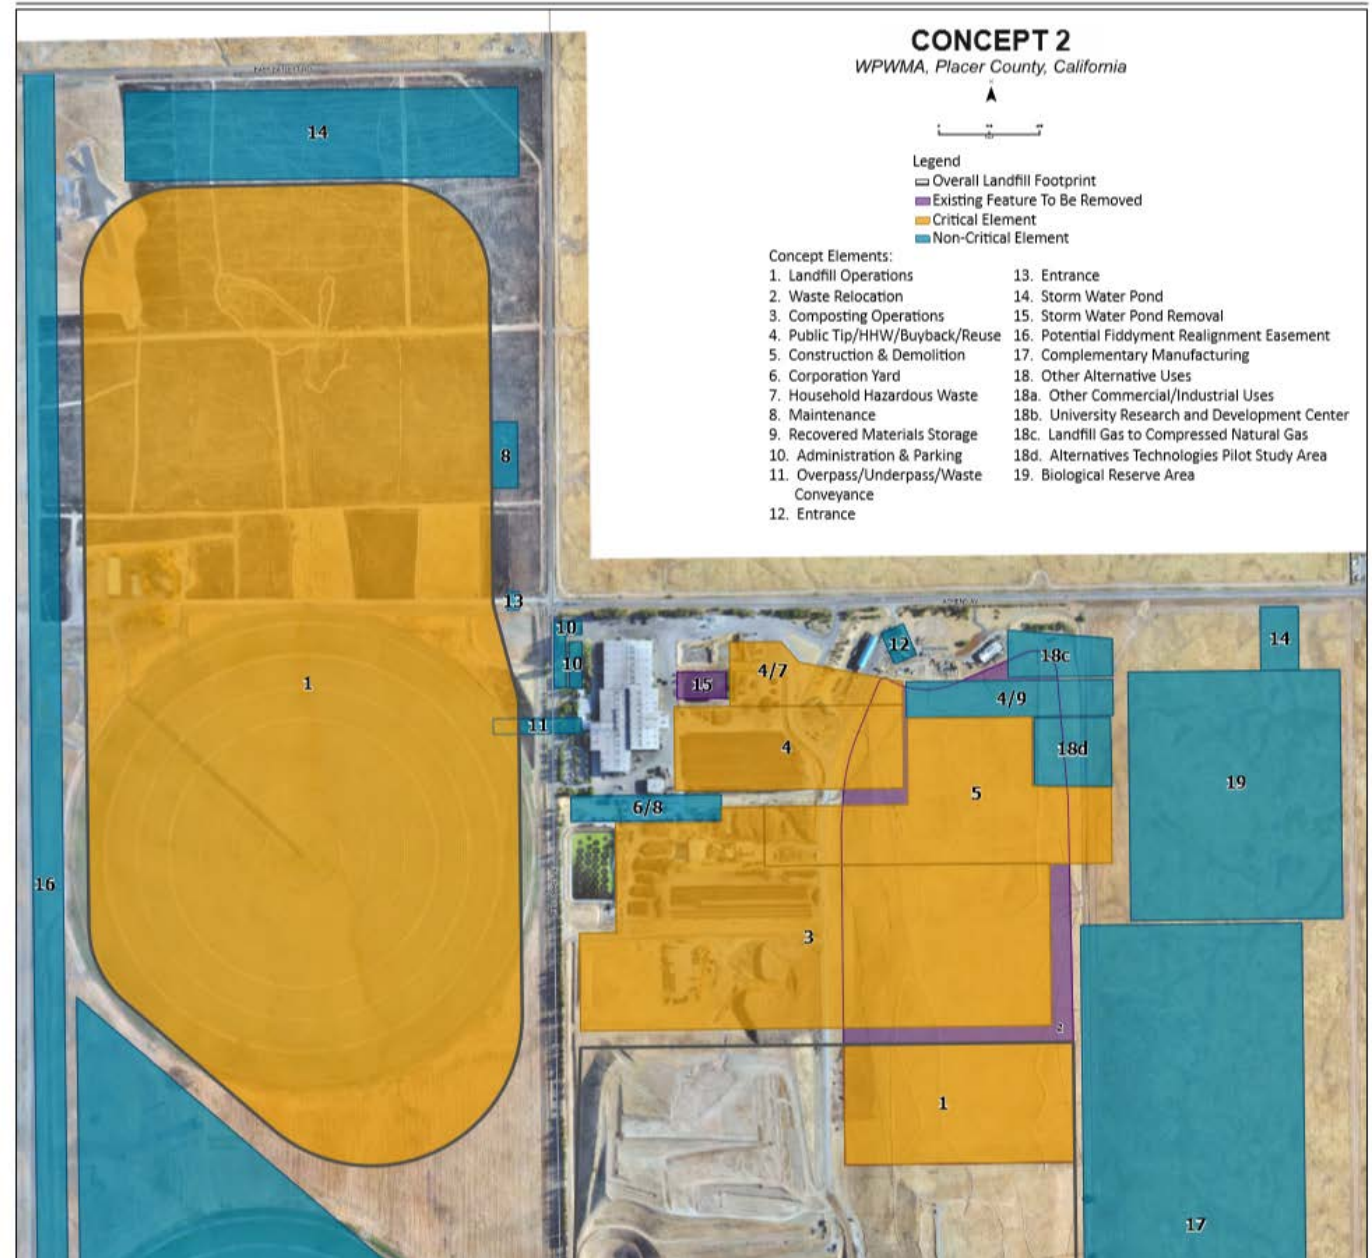 CONCEPT 2
WPWMA, Placer County, California
Legend
Overall Landfill Footprint
Existing Feature To Be Removed
Critical Element
Non-Critical Element
Concept Elements:
1. Landfill Operations
2. Waste Relocation
3. Composting Operations
4. Public Tip/HHW/Buyback/Reuse
5. Construction & Demolition
6. Corporation Yard
7. Household Hazardous Waste
8. Maintenance
9. Recovered Materials Storage
10. Administration & Parking
11. Overpass/Underpass/Waste
Conveyance
12. Entrance
13. Entrance
14. Storm Water Pond
15. Storm Water Pond Removal
16. Potential Fiddyment Realignment Easement
17. Complementary Manufacturing
18. Other Alternative Uses
18a. Other Commercial/Industrial Uses
18b. University Research and Development Center
18c. Landfill Gas to Compressed Natural Gas
18d. Alternatives Technologies Pilot Study Area
19. Biological Reserve Area
14
8
13
10
10
12
14
18c
4/7
15
1
4/9
11
4
18d
19
5
6/8
16
3
2
1
17